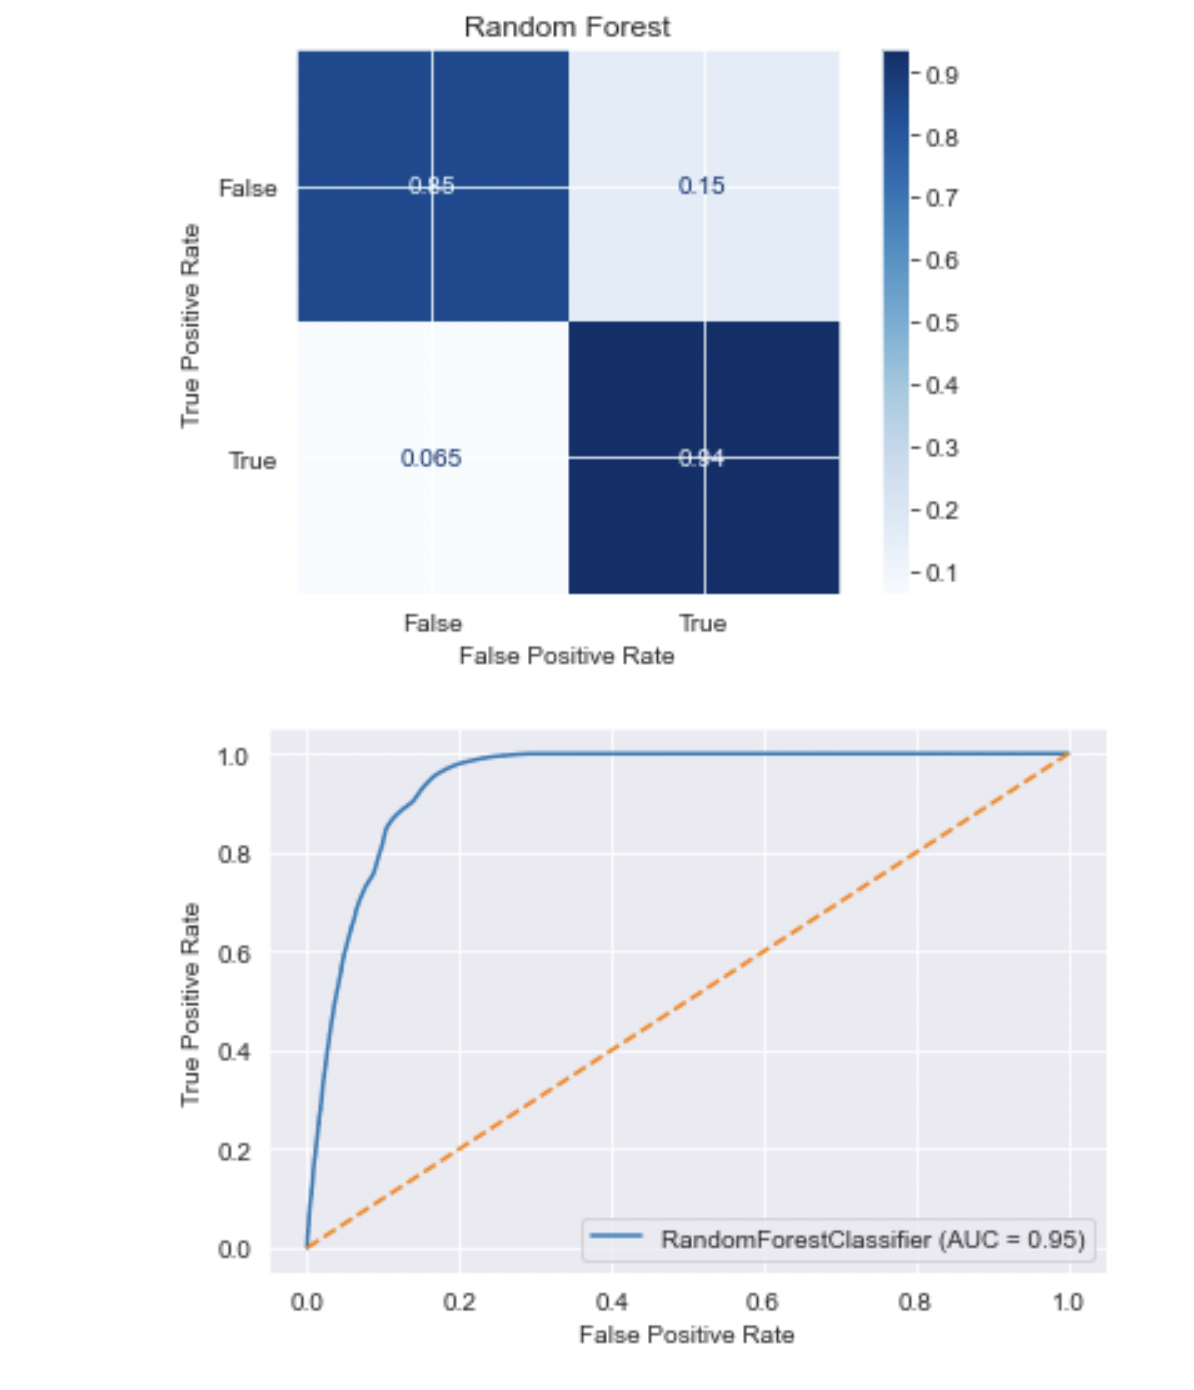 Random Forest
0.9
0.8
0.7
0.6
0.5
0.4
0.3
0.2
0.1
False
0.85
0.15
True Positive Rate
True
0.065
0.94
False
True
False Positive Rate
1.0
0.8
0.6
0.4
0.2
0.0
True Positive Rate
RandomForestClassifier (AUC = 0.95)
0.0
0.2
0.4
0.6
0.8
1.0
False Positive Rate